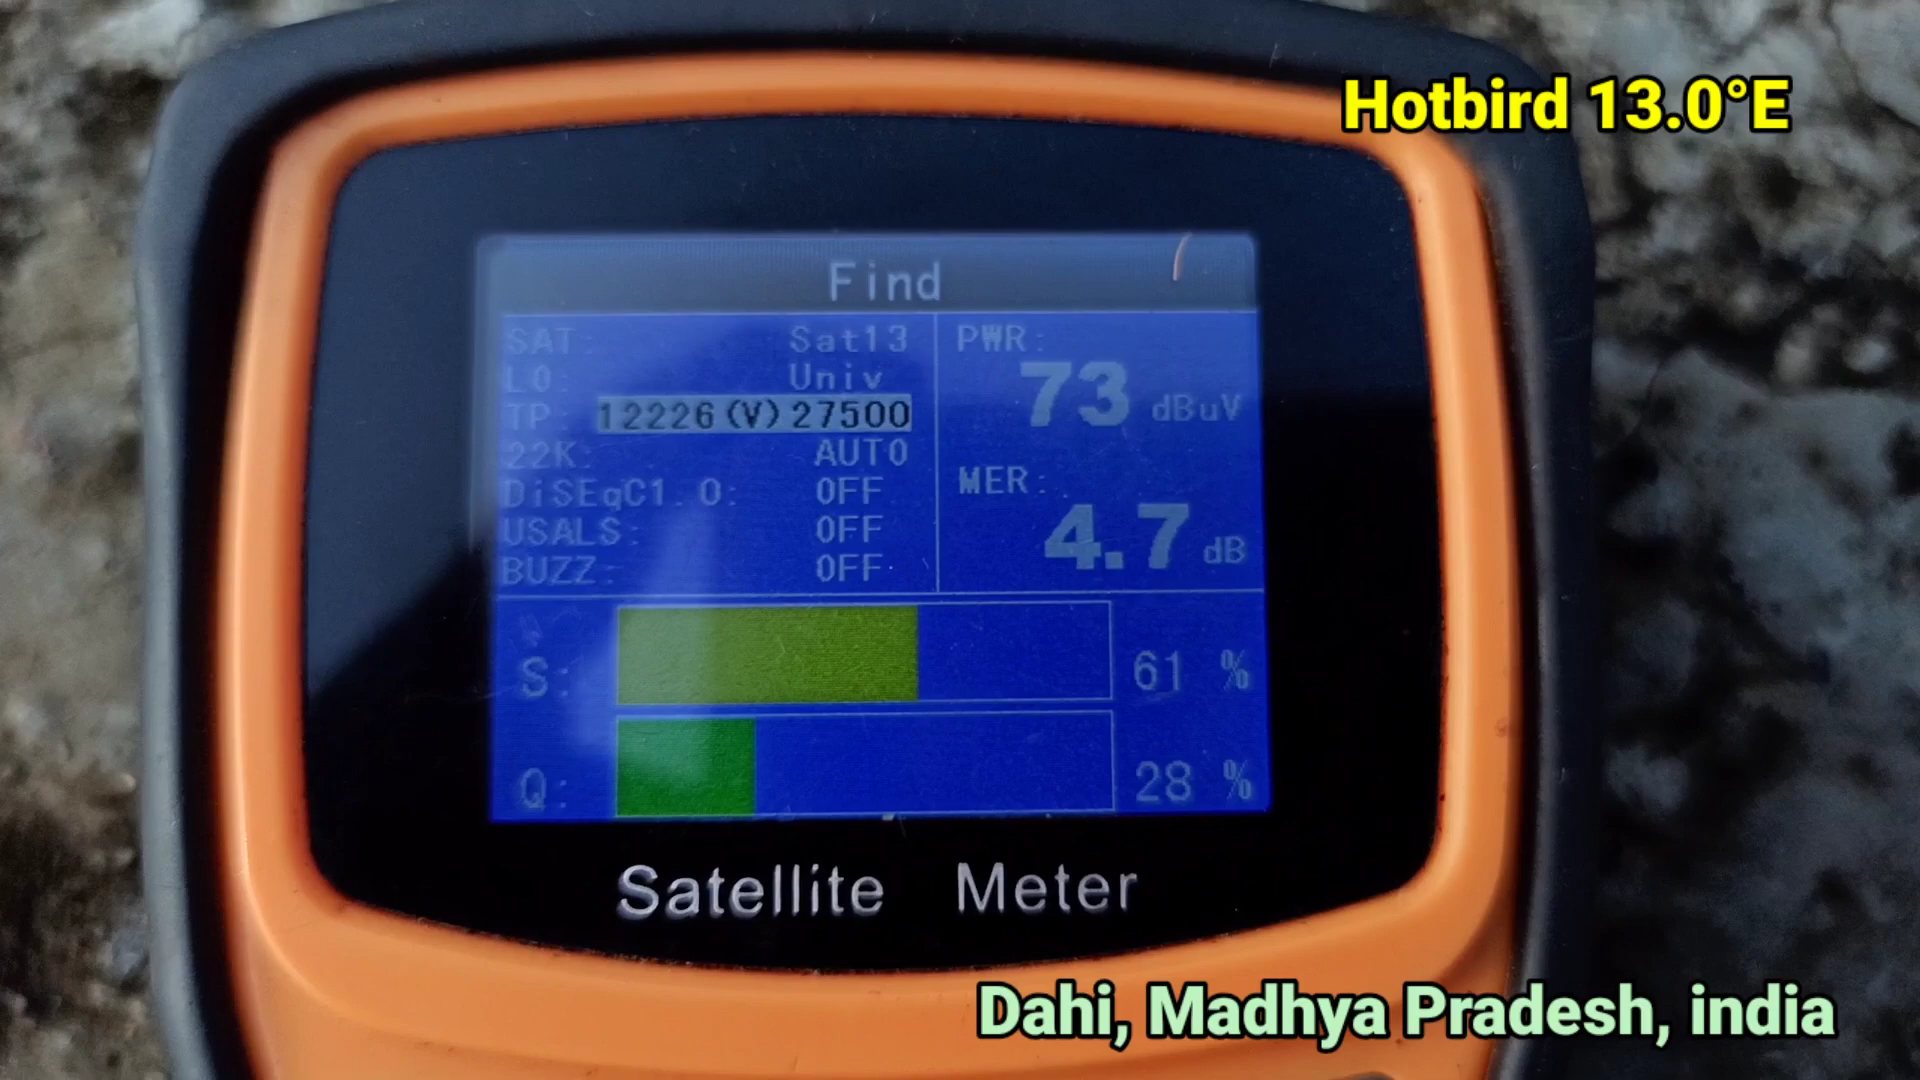 Hotbird 13.0°E
Find
SAT: Sat13
LO: Univ
TP: 12226(V)27500
22K: AUTO
DiSEqC1.0: OFF
USALS: OFF
BUZZ: OFF
PWR:
73 dBuV
MER:
4.7 dB
S: 61 %
Q: 28 %
Satellite Meter
Dahi, Madhya Pradesh, india